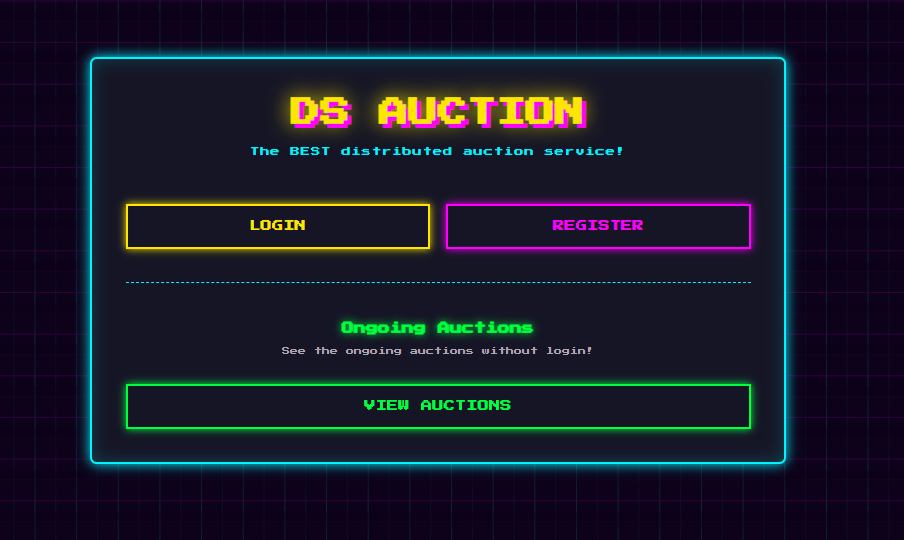 DS AUCTION
The BEST distributed auction service!
LOGIN
REGISTER
Ongoing Auctions
See the ongoing auctions without login!
VIEW AUCTIONS